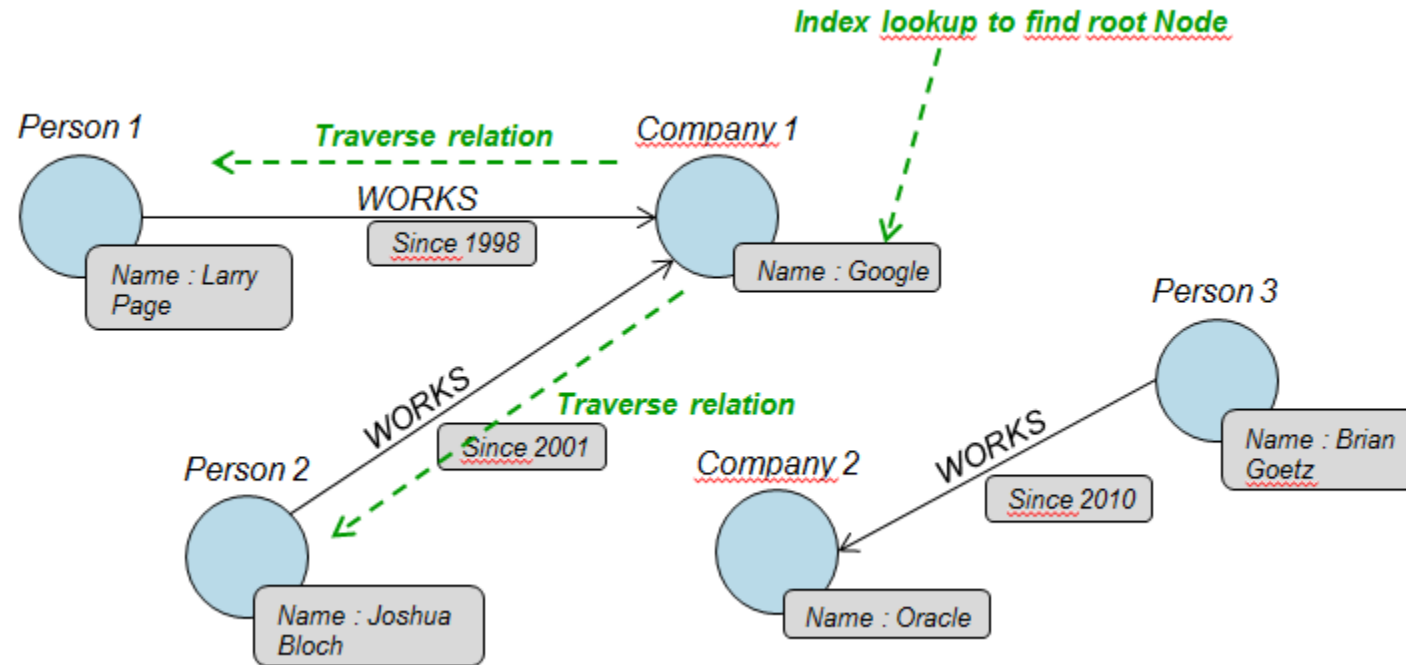 Index lookup to find root Node
Person 1
Traverse relation
Company 1
WORKS
Since 1998
Name : Larry
Page
Name : Google
Person 3
WORKS
Traverse relation
Since 2001
Person 2
Company 2
WORKS
Name : Brian
Goetz
Since 2010
Name : Joshua
Bloch
Name : Oracle